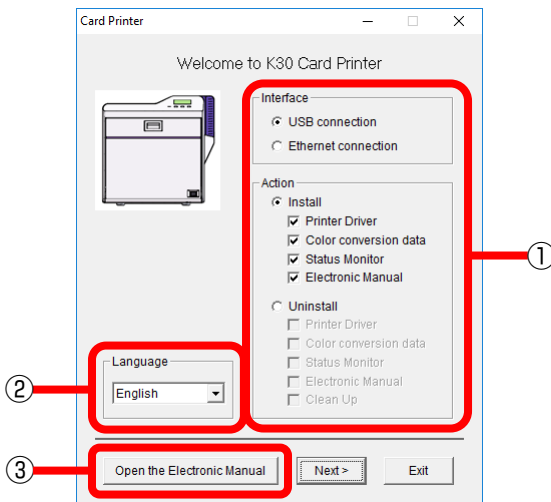 Card Printer
Welcome to K30 Card Printer
Interface
USB connection
Ethernet connection
Action
Install
Printer Driver
Color conversion data
Status Monitor
Electronic Manual
Uninstall
Printer Driver
Color conversion data
Status Monitor
Electronic Manual
Clean Up
①
Language
English
②
Open the Electronic Manual
Next >
Exit
③